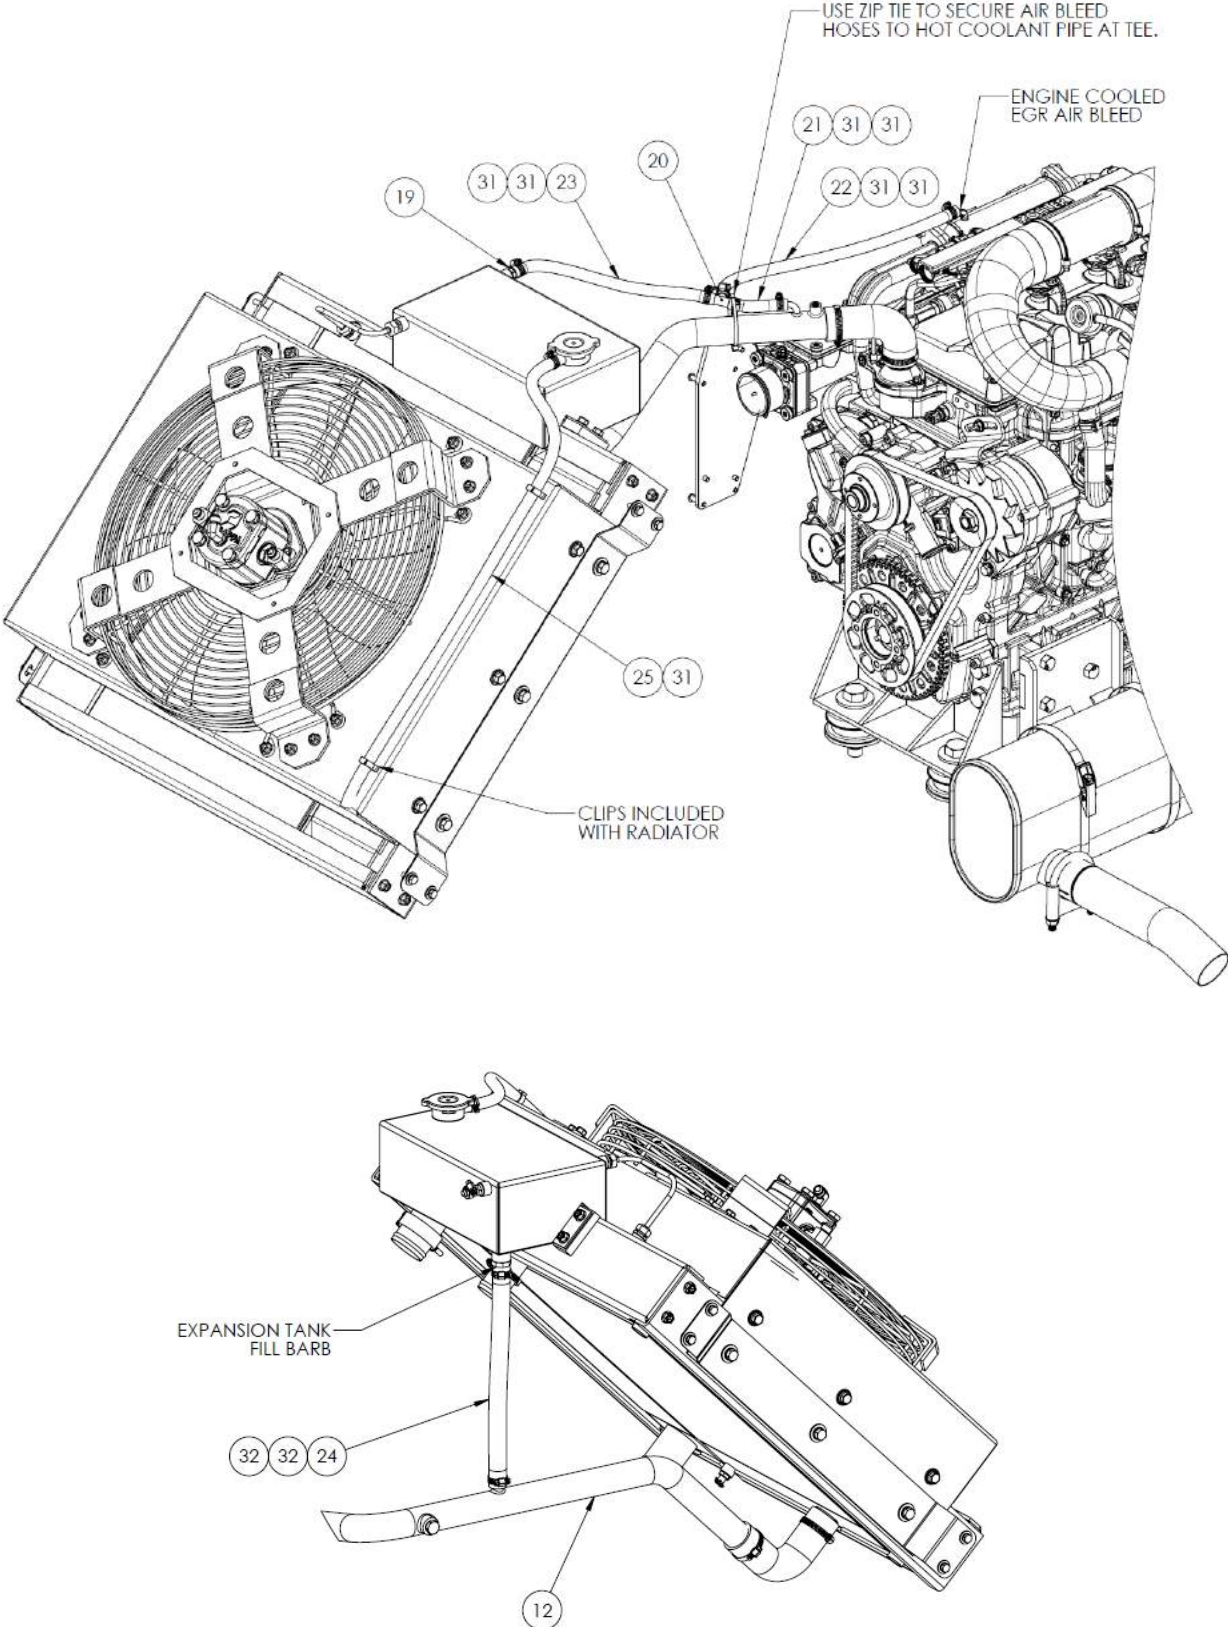 USE ZIP TIE TO SECURE AIR BLEED
HOSES TO HOT COOLANT PIPE AT TEE.
ENGINE COOLED
EGR AIR BLEED
21 31 31
20
31 31 23
22 31 31
19
25 31
CLIPS INCLUDED
WITH RADIATOR
EXPANSION TANK
FILL BARB
32 32 24
12